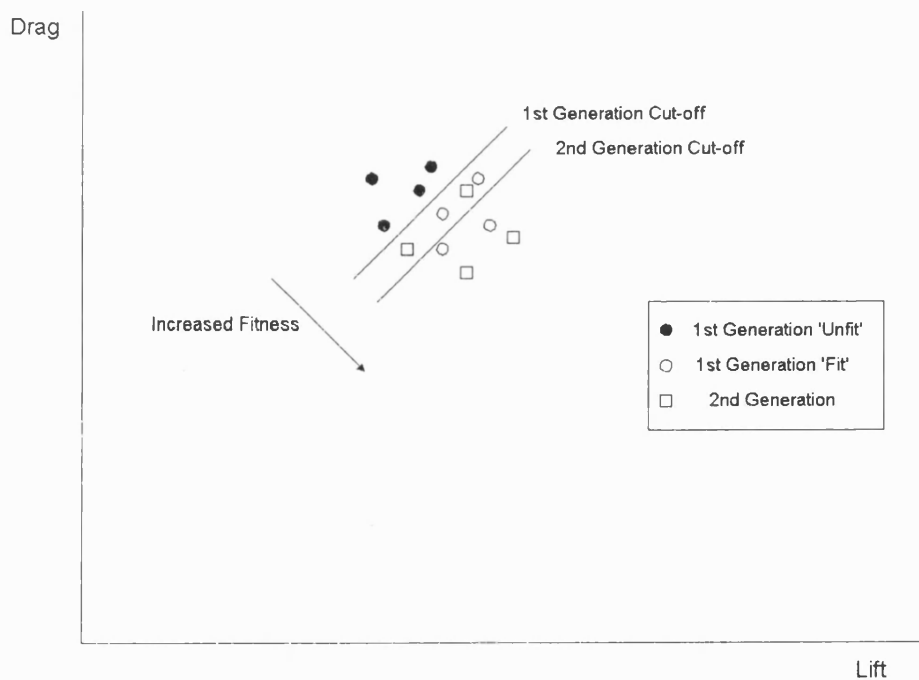 Drag
1st Generation Cut-off
2nd Generation Cut-off
Increased Fitness
1st Generation 'Unfit'
1st Generation 'Fit'
2nd Generation
Lift